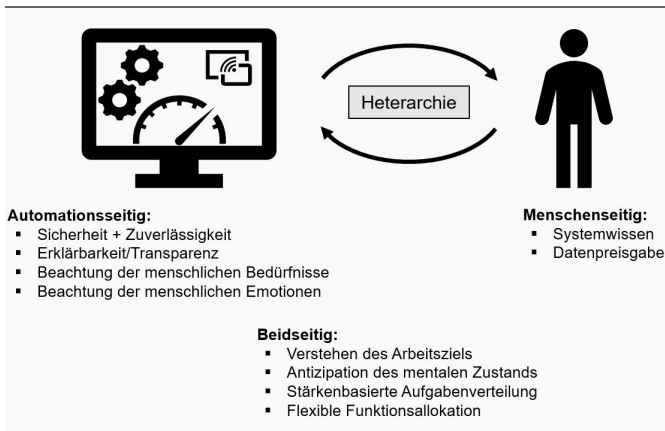 Heterarchie
Automationsseitig:
▪ Sicherheit + Zuverlässigkeit
▪ Erklärbarkeit/Transparenz
▪ Beachtung der menschlichen Bedürfnisse
▪ Beachtung der menschlichen Emotionen
Menschenseitig:
▪ Systemwissen
▪ Datenpreisgabe
Beidseitig:
▪ Verstehen des Arbeitsziels
▪ Antizipation des mentalen Zustands
▪ Stärkenbasierte Aufgabenverteilung
▪ Flexible Funktionsallokation